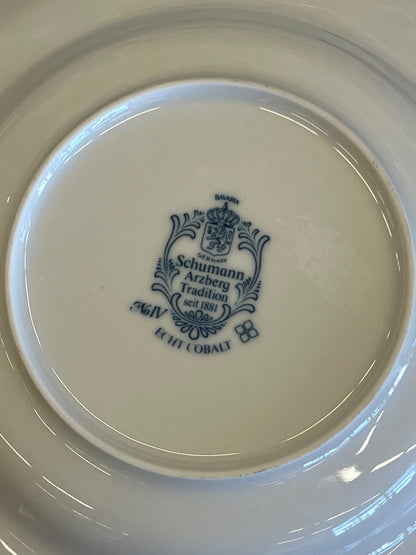 BAVARIA
GERMANY
Schumann
Arzberg
Tradition
seit 1881
No IV
ECHT COBALT